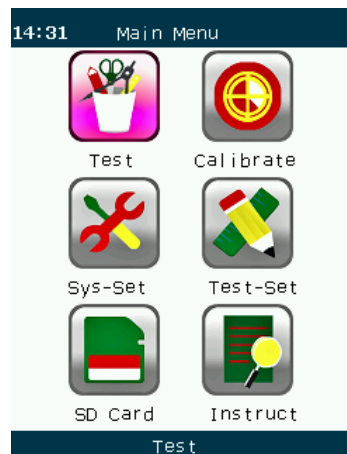 14:31 Main Menu
Test Calibrate
Sys-Set Test-Set
SD Card Instruct
Test